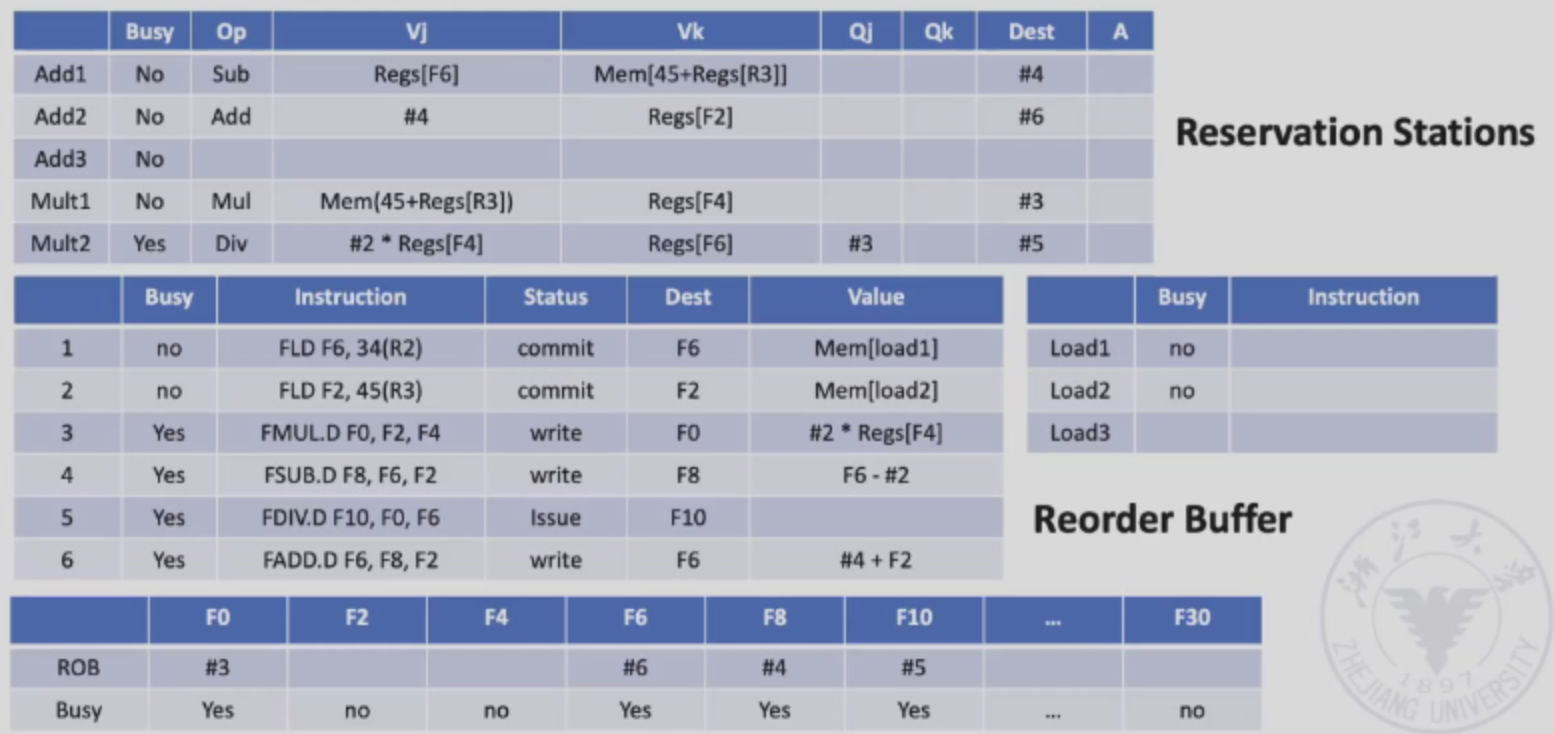 Busy Op Vj Vk Qj Qk Dest A
Add1 No Sub Regs[F6] Mem[45+Regs[R3]] #4
Add2 No Add #4 Regs[F2] #6
Add3 No
Mult1 No Mul Mem(45+Regs[R3]) Regs[F4] #3
Mult2 Yes Div #2 * Regs[F4] Regs[F6] #3 #5
Reservation Stations
Busy Instruction Status Dest Value
1 no FLD F6, 34(R2) commit F6 Mem[load1]
2 no FLD F2, 45(R3) commit F2 Mem[load2]
3 Yes FMUL.D F0, F2, F4 write F0 #2 * Regs[F4]
4 Yes FSUB.D F8, F6, F2 write F8 F6 - #2
5 Yes FDIV.D F10, F0, F6 Issue F10
6 Yes FADD.D F6, F8, F2 write F6 #4 + F2
Busy Instruction
Load1 no
Load2 no
Load3
Reorder Buffer
F0 F2 F4 F6 F8 F10 ... F30
ROB #3 #6 #4 #5
Busy Yes no no Yes Yes Yes ... no
浙江大学
1897
ZHEJIANG UNIVERSITY